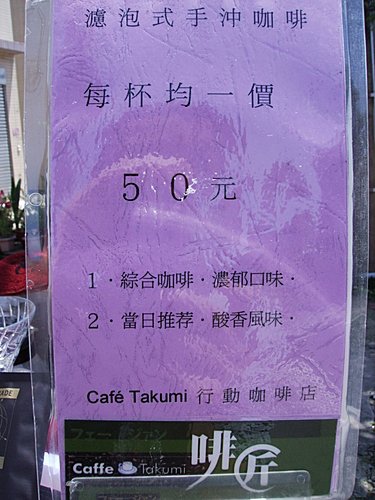 濾泡式手沖咖啡
每杯均一價
50元
1．綜合咖啡．濃郁口味．
2．當日推荐．酸香風味．
Café Takumi 行動咖啡店
Caffe Takumi 啡匠